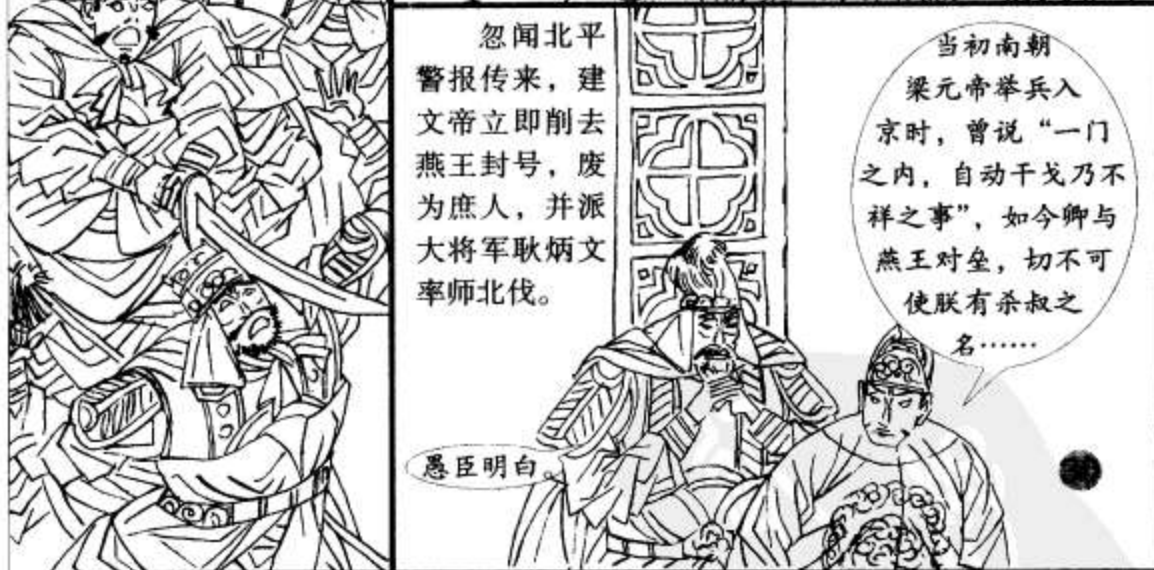 忽闻北平
警报传来，建
文帝立即削去
燕王封号，废
为庶人，并派
大将军耿炳文
率师北伐。
当初南朝
梁元帝举兵入
京时，曾说“一门
之内，自动干戈乃不
祥之事”，如今卿与
燕王对垒，切不可
使朕有杀叔之
名……
愚臣明白。